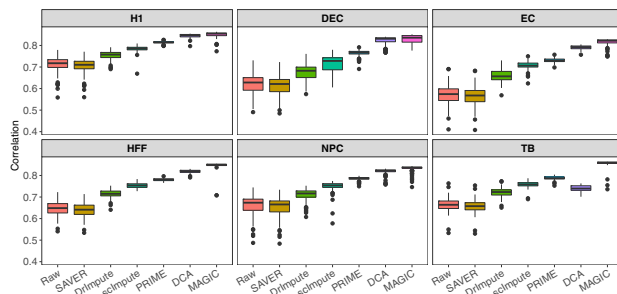 H1 DEC EC
0.8
0.7
0.6
0.5
0.4
Correlation
HFF NPC TB
0.8
0.7
0.6
0.5
0.4
Raw SAVER DrImpute scImpute PRIME DCA MAGIC Raw SAVER DrImpute scImpute PRIME DCA MAGIC Raw SAVER DrImpute scImpute PRIME DCA MAGIC